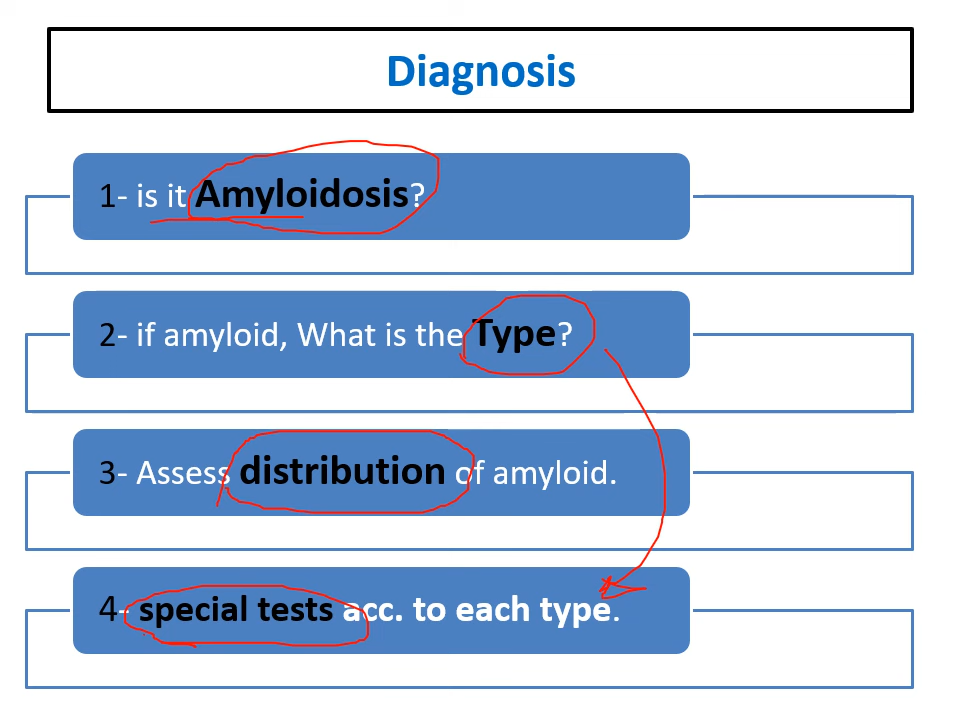 Diagnosis
1- is it Amyloidosis?
2- if amyloid, What is the Type?
3- Assess distribution of amyloid.
4- special tests acc. to each type.